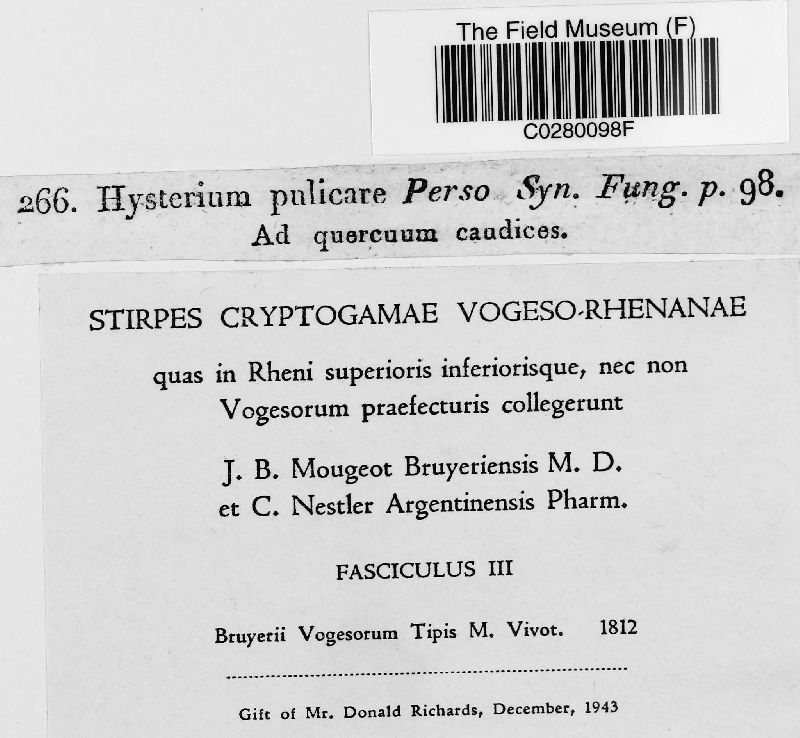 The Field Museum (F)
C0280098F
266. Hysterium pulicare Perso Syn. Fung. p. 98.
Ad quercuum caudices.
STIRPES CRYPTOGAMAE VOGESO-RHENANAE
quas in Rheni superioris inferiorisque, nec non
Vogesorum praefecturis collegerunt
J. B. Mougeot Bruyeriensis M. D.
et C. Nestler Argentinensis Pharm.
FASCICULUS III
Bruyerii Vogesorum Tipis M. Vivot. 1812
Gift of Mr. Donald Richards, December, 1943